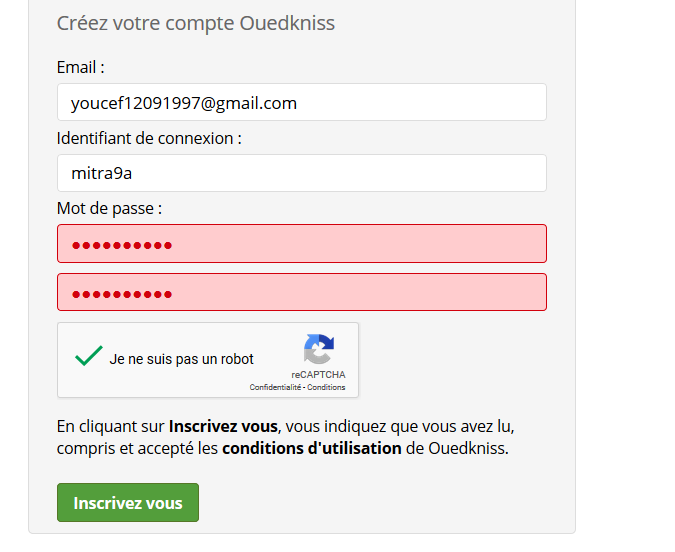 Créez votre compte Ouedkniss
Email :
youcef12091997@gmail.com
Identifiant de connexion :
mitra9a
Mot de passe :
●●●●●●●●●●
●●●●●●●●●●
Je ne suis pas un robot
reCAPTCHA
Confidentialité - Conditions
En cliquant sur Inscrivez vous, vous indiquez que vous avez lu,
compris et accepté les conditions d'utilisation de Ouedkniss.
Inscrivez vous